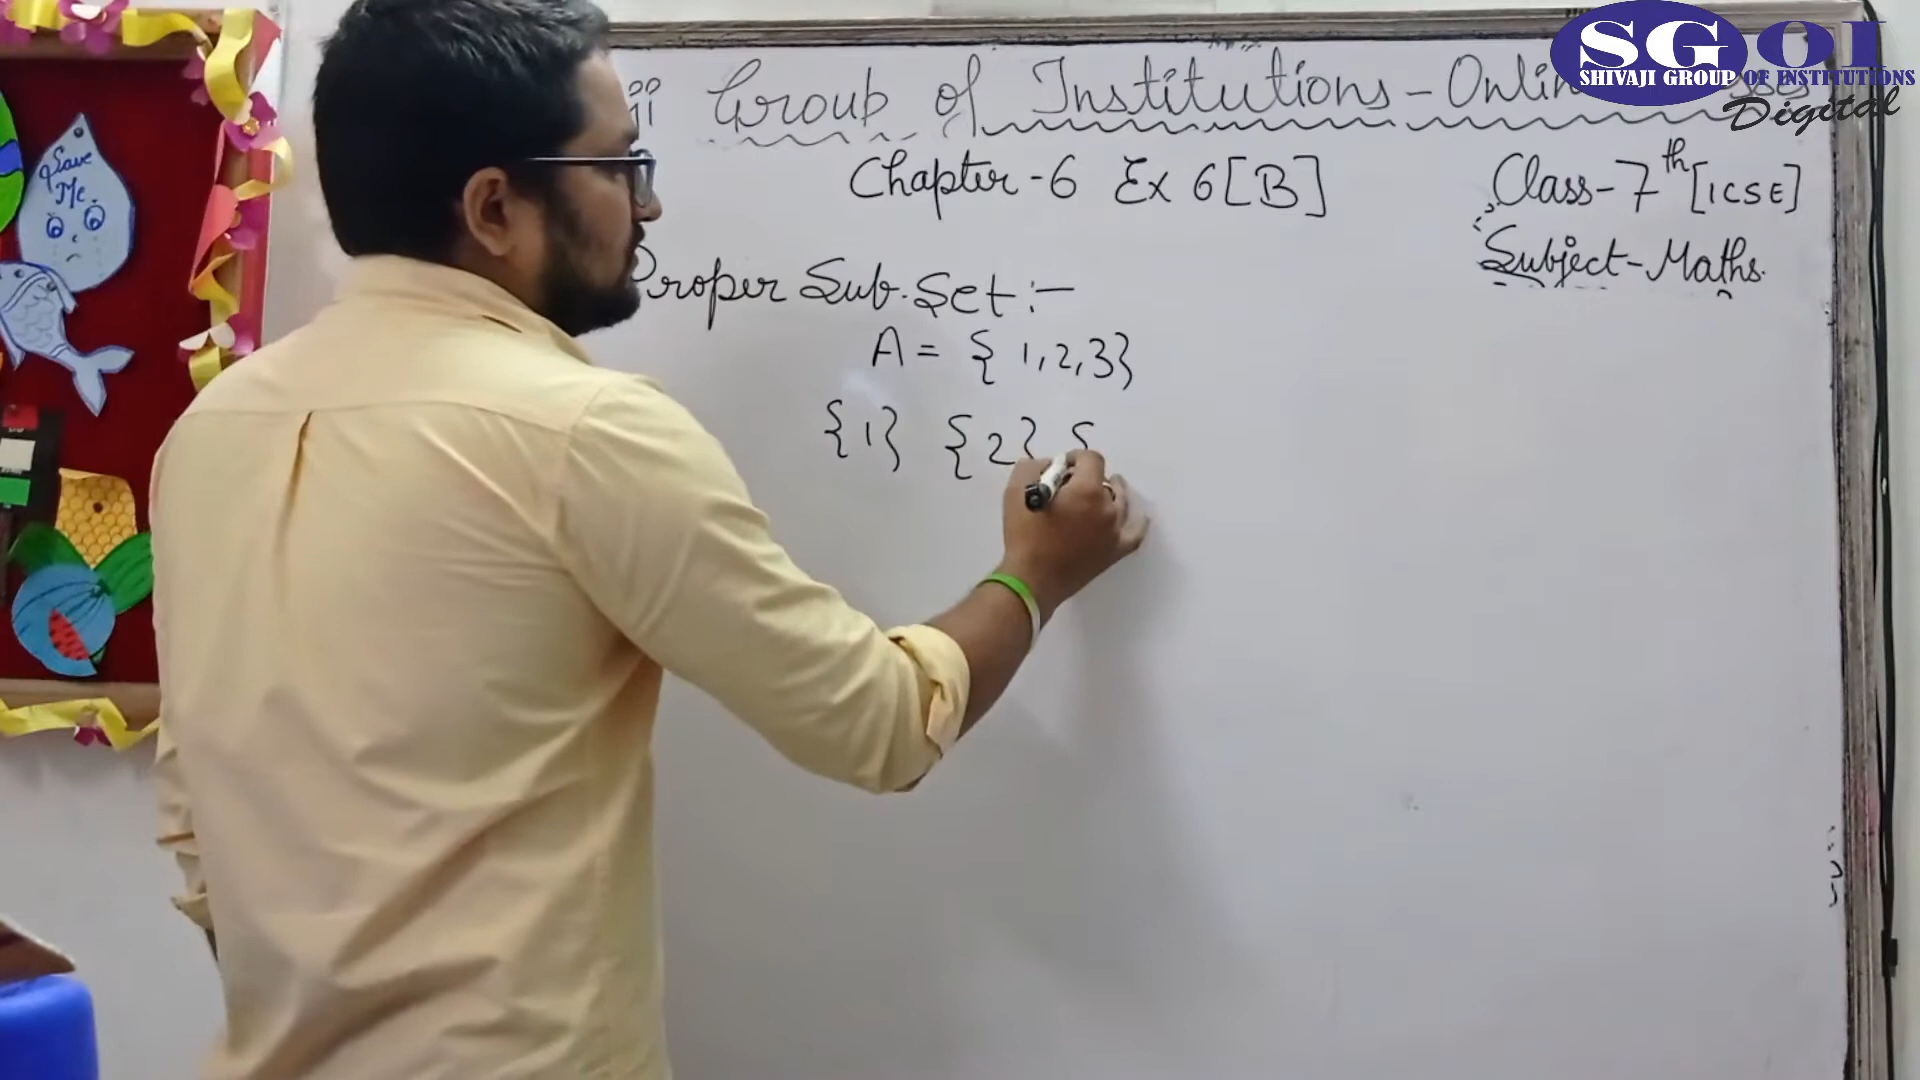 SGOI
SHIVAJI GROUP OF INSTITUTIONS
Digital
Group of Institutions - Onlin
Chapter - 6 Ex 6 [B]
Class - 7th [ICSE]
Subject - Maths.
Proper Sub. Set :-
A = { 1, 2, 3}
{1} {2} {
Save
Me